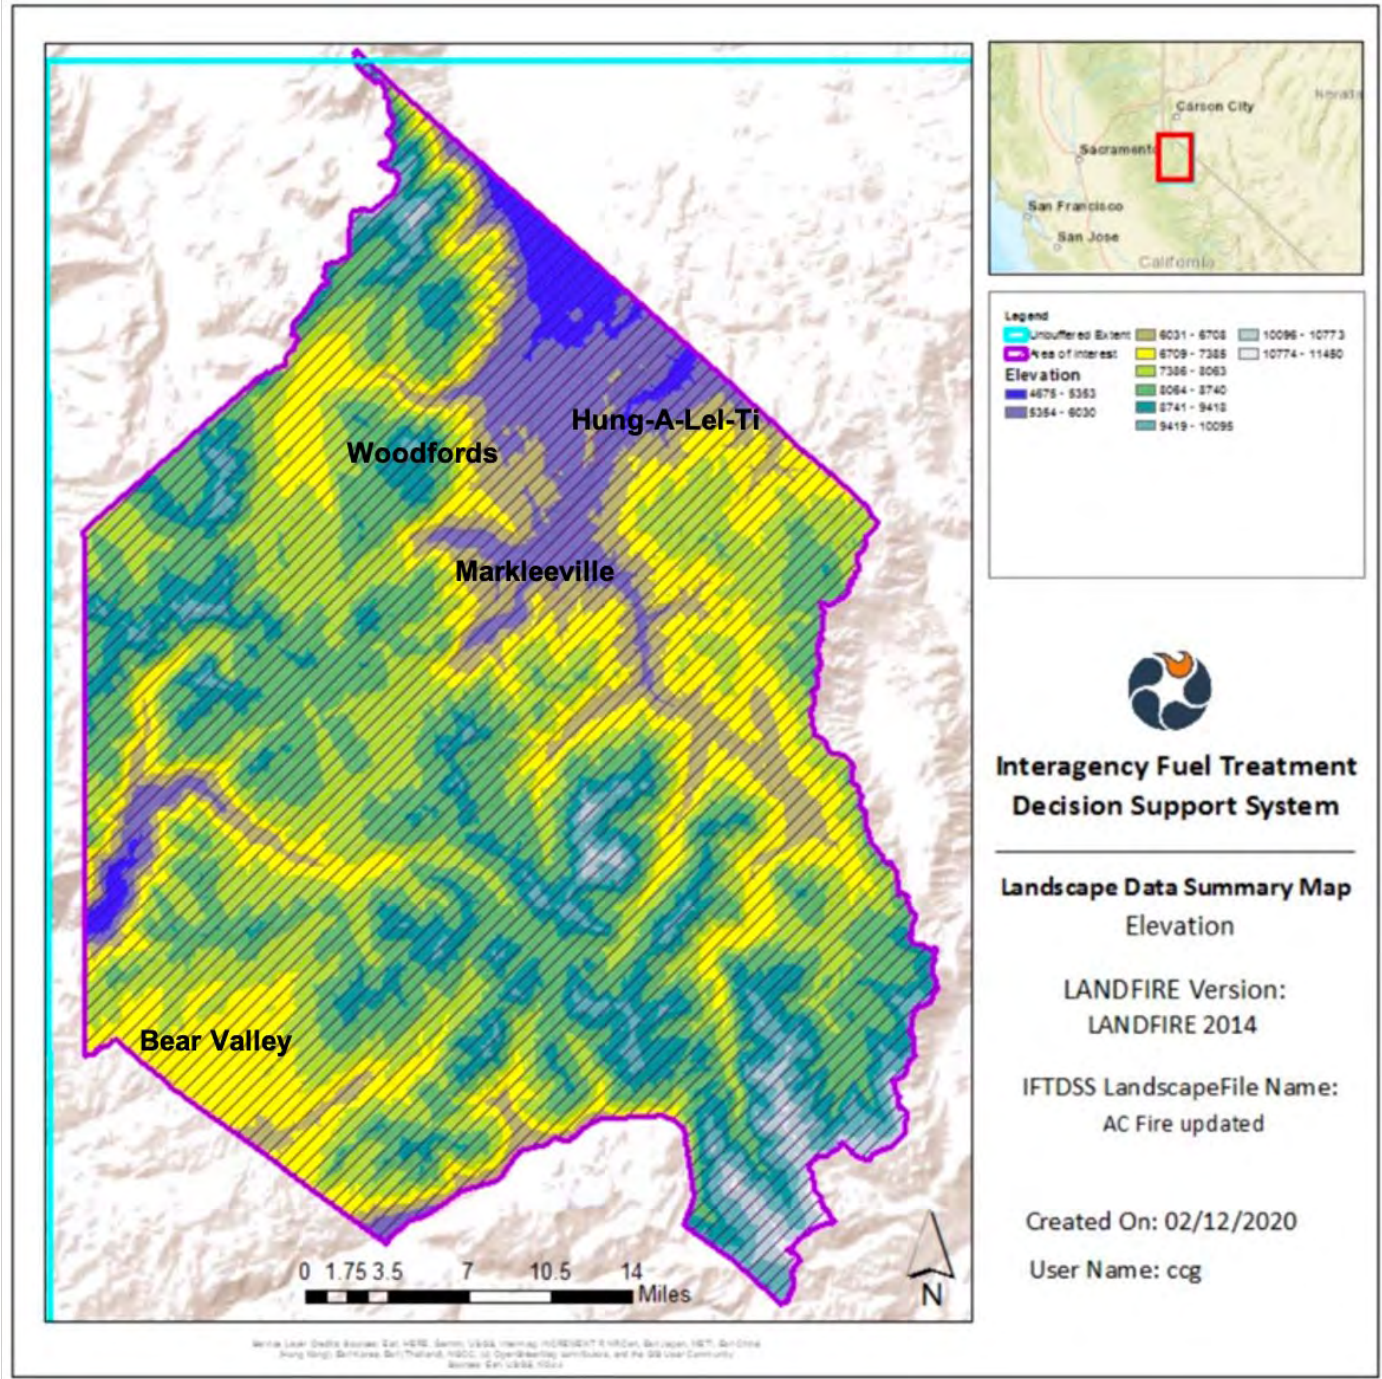 Hung-A-Lel-Ti
Woodfords
Markleeville
Bear Valley
0 1.75 3.5 7 10.5 14
Miles
N
Carson City
Nevada
Sacramento
San Francisco
San Jose
California
Legend
Unbuffered Extent
Area of Interest
Elevation
4675 - 5353
5354 - 6030
6031 - 6708
6709 - 7385
7386 - 8063
8064 - 8740
8741 - 9418
9419 - 10095
10096 - 10773
10774 - 11450
Interagency Fuel Treatment
Decision Support System
Landscape Data Summary Map
Elevation
LANDFIRE Version:
LANDFIRE 2014
IFTDSS LandscapeFile Name:
AC Fire updated
Created On: 02/12/2020
User Name: ccg